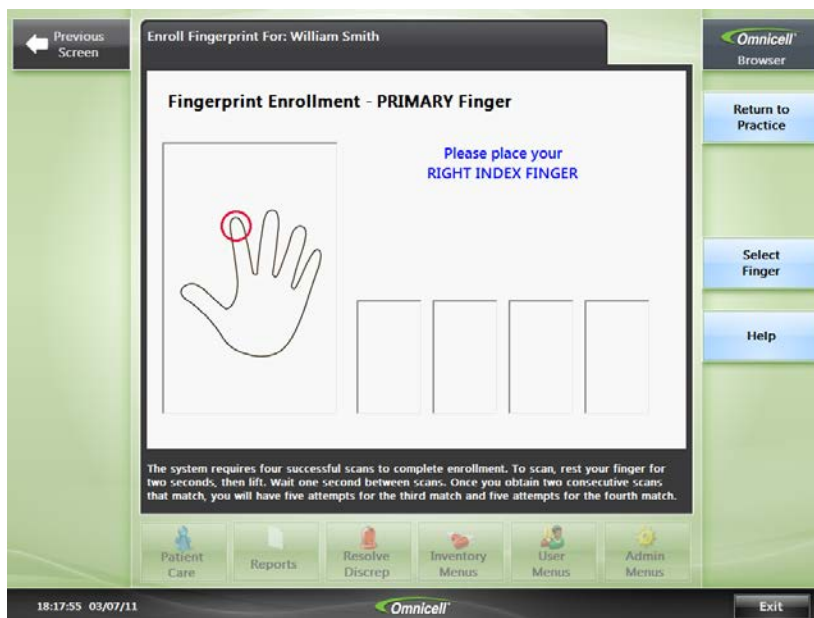 Previous
Screen
Enroll Fingerprint For: William Smith
Omnicell
Browser
Fingerprint Enrollment - PRIMARY Finger
Please place your
RIGHT INDEX FINGER
Return to
Practice
Select
Finger
Help
The system requires four successful scans to complete enrollment. To scan, rest your finger for
two seconds, then lift. Wait one second between scans. Once you obtain two consecutive scans
that match, you will have five attempts for the third match and five attempts for the fourth match.
Patient
Care
Reports
Resolve
Discrep
Inventory
Menus
User
Menus
Admin
Menus
18:17:55 03/07/11
Omnicell
Exit